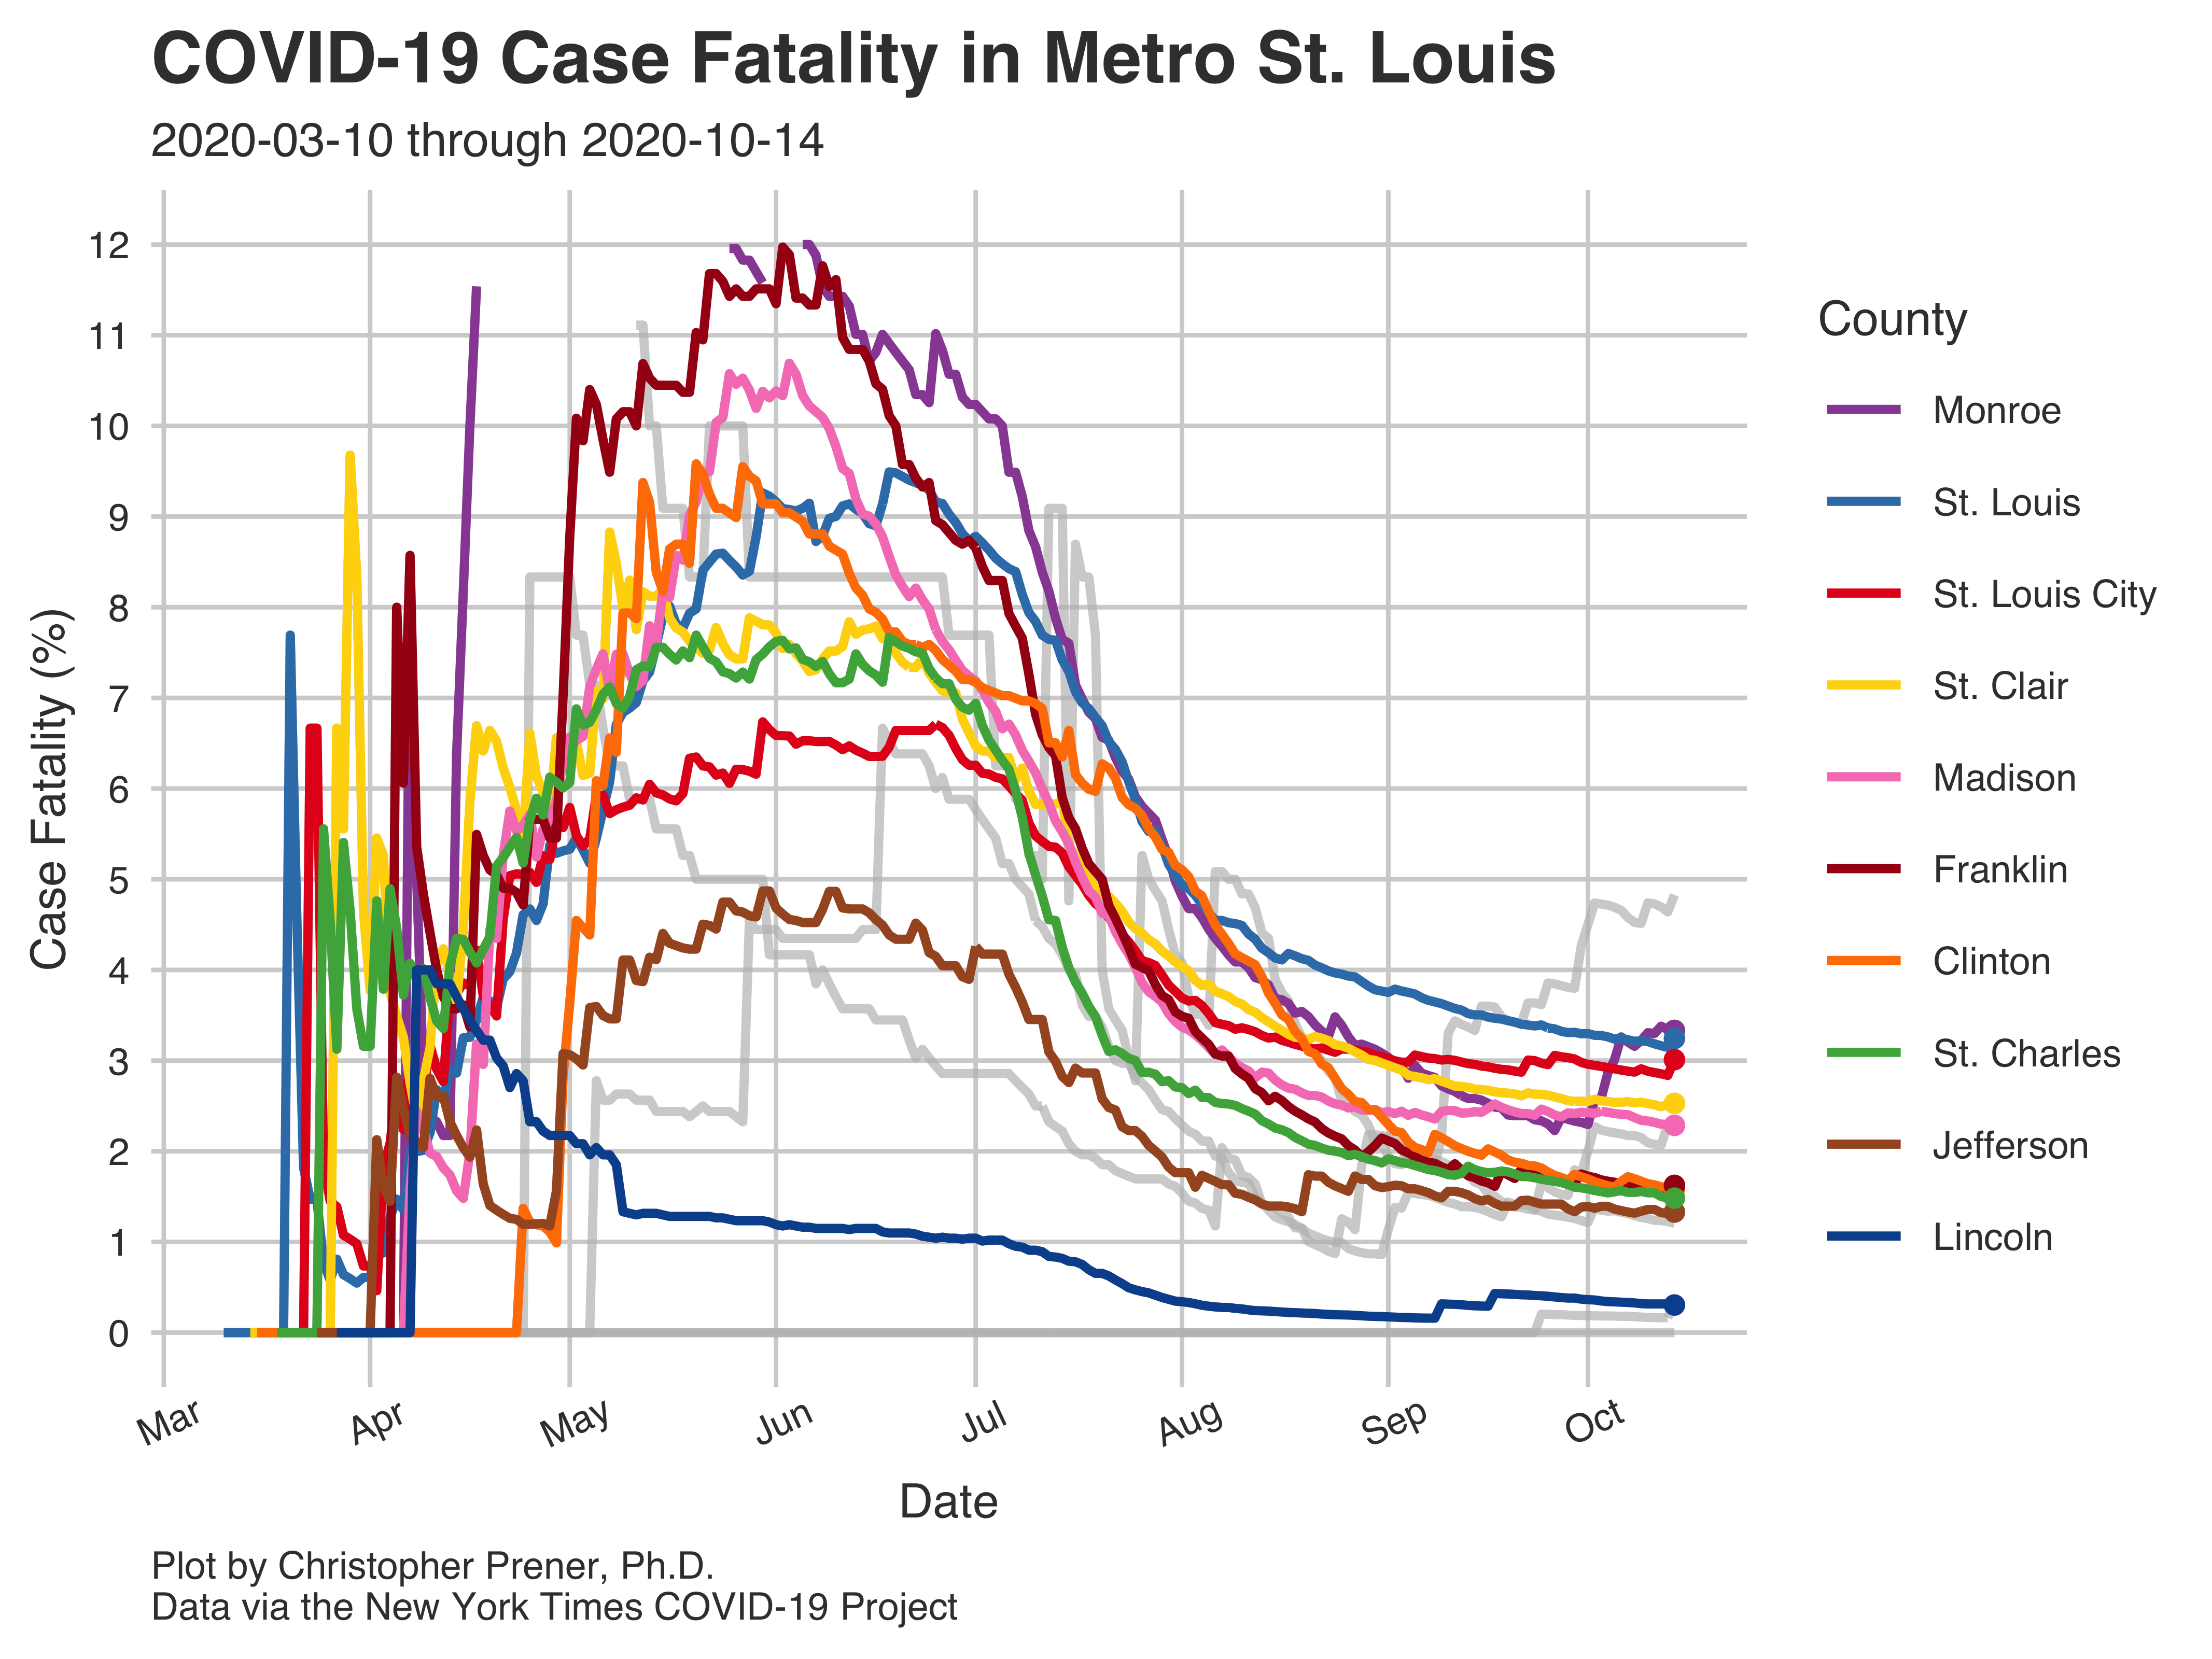 COVID-19 Case Fatality in Metro St. Louis
2020-03-10 through 2020-10-14
12
11
10
9
8
7
6
5
4
3
2
1
0
Case Fatality (%)
Mar
Apr
May
Jun
Jul
Aug
Sep
Oct
Date
County
Monroe
St. Louis
St. Louis City
St. Clair
Madison
Franklin
Clinton
St. Charles
Jefferson
Lincoln
Plot by Christopher Prener, Ph.D.
Data via the New York Times COVID-19 Project